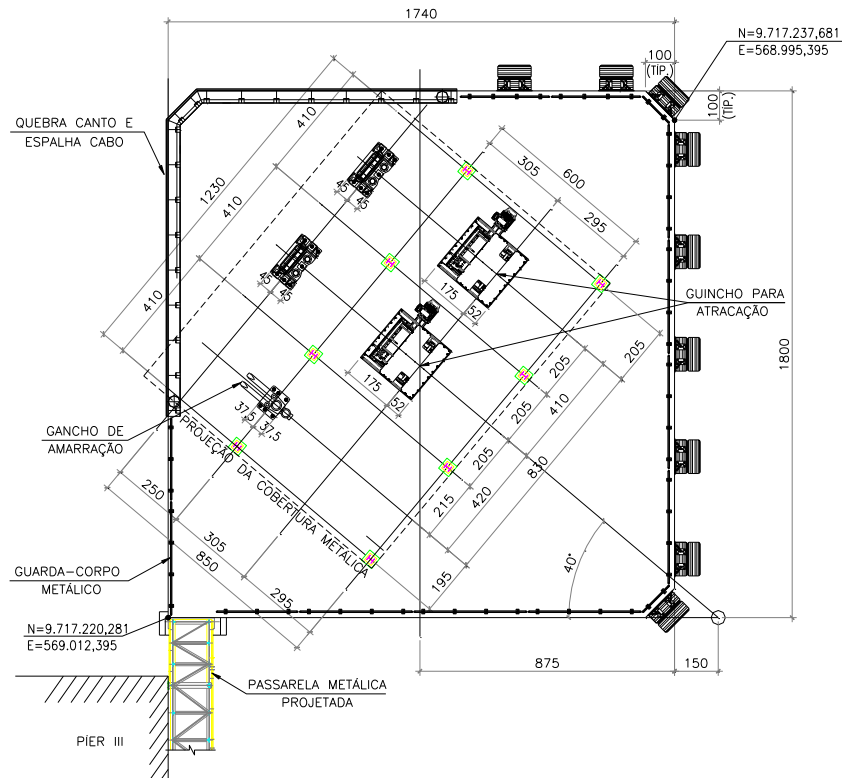 1740
N=9.717.237,681
E=568.995,395
100
(TÍP.)
100
(TÍP.)
QUEBRA CANTO E
ESPALHA CABO
410
1230
410
410
45
45
45
45
305
600
295
175
52
175
52
GUINCHO PARA
ATRACAÇÃO
1800
205
205
410
205
205
830
420
215
195
GANCHO DE
AMARRAÇÃO
37,5
37,5
PROJEÇÃO DA COBERTURA METÁLICA
250
305
850
295
40°
GUARDA-CORPO
METÁLICO
N=9.717.220,281
E=569.012,395
875
150
PASSARELA METÁLICA
PROJETADA
PÍER III